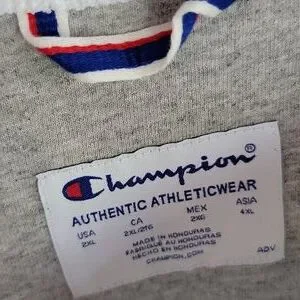 Champion
AUTHENTIC ATHLETICWEAR
USA CA MEX ASIA
2XL 2XL/2TG 2XG 4XL
MADE IN HONDURAS
FABRIQUÉ AU HONDURAS
HECHO EN HONDURAS
CHAMPION.COM ADV